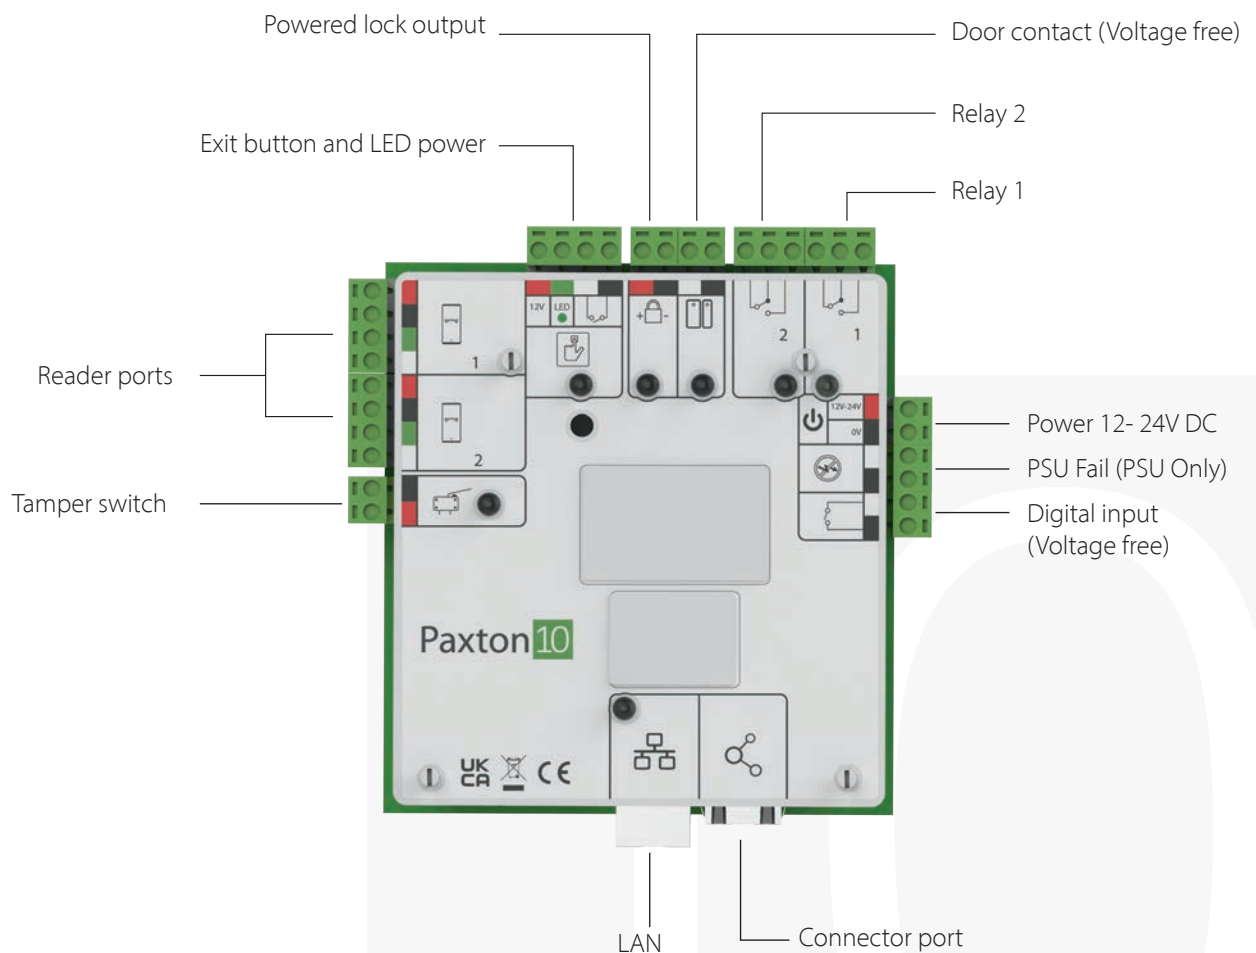 Powered lock output
Door contact (Voltage free)
Relay 2
Exit button and LED power
Relay 1
12V
LED
+ -
2
1
1
Reader ports
12V-24V
0V
Power 12- 24V DC
2
PSU Fail (PSU Only)
Tamper switch
Digital input
(Voltage free)
Paxton10
UK
CA
CE
LAN
Connector port